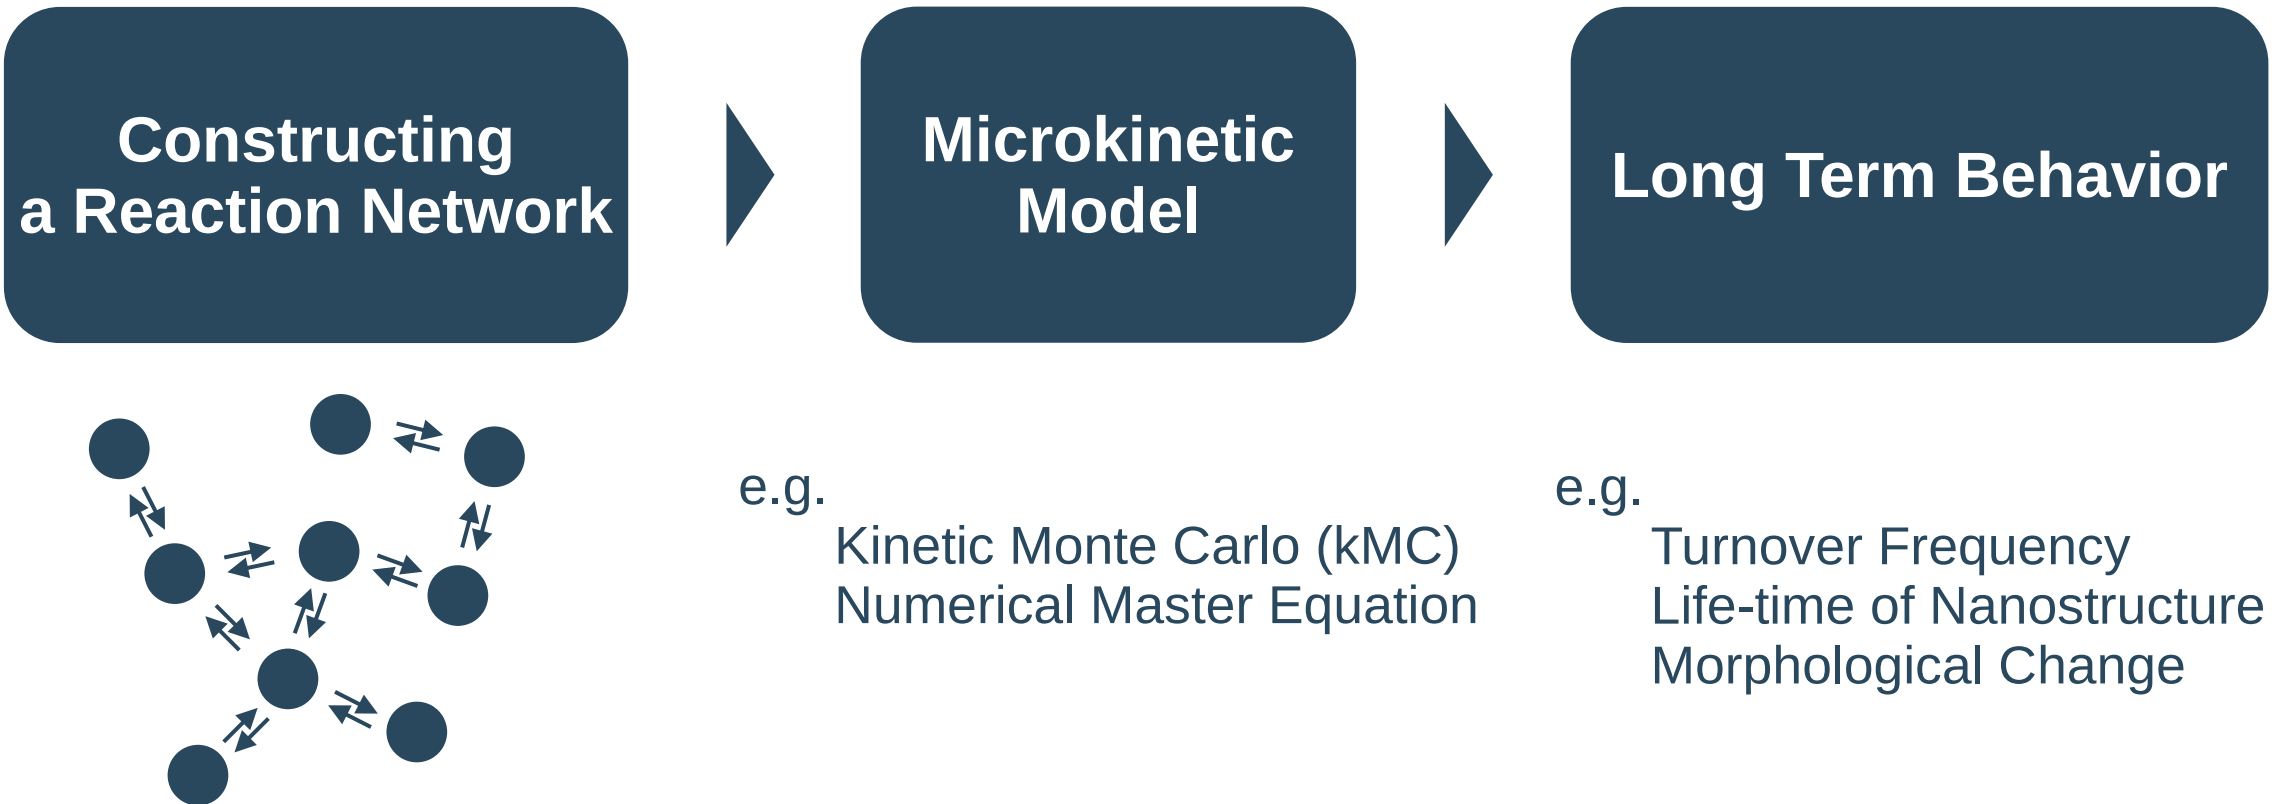 Constructing
a Reaction Network
Microkinetic
Model
Long Term Behavior
e.g.
Kinetic Monte Carlo (kMC)
Numerical Master Equation
e.g.
Turnover Frequency
Life-time of Nanostructure
Morphological Change